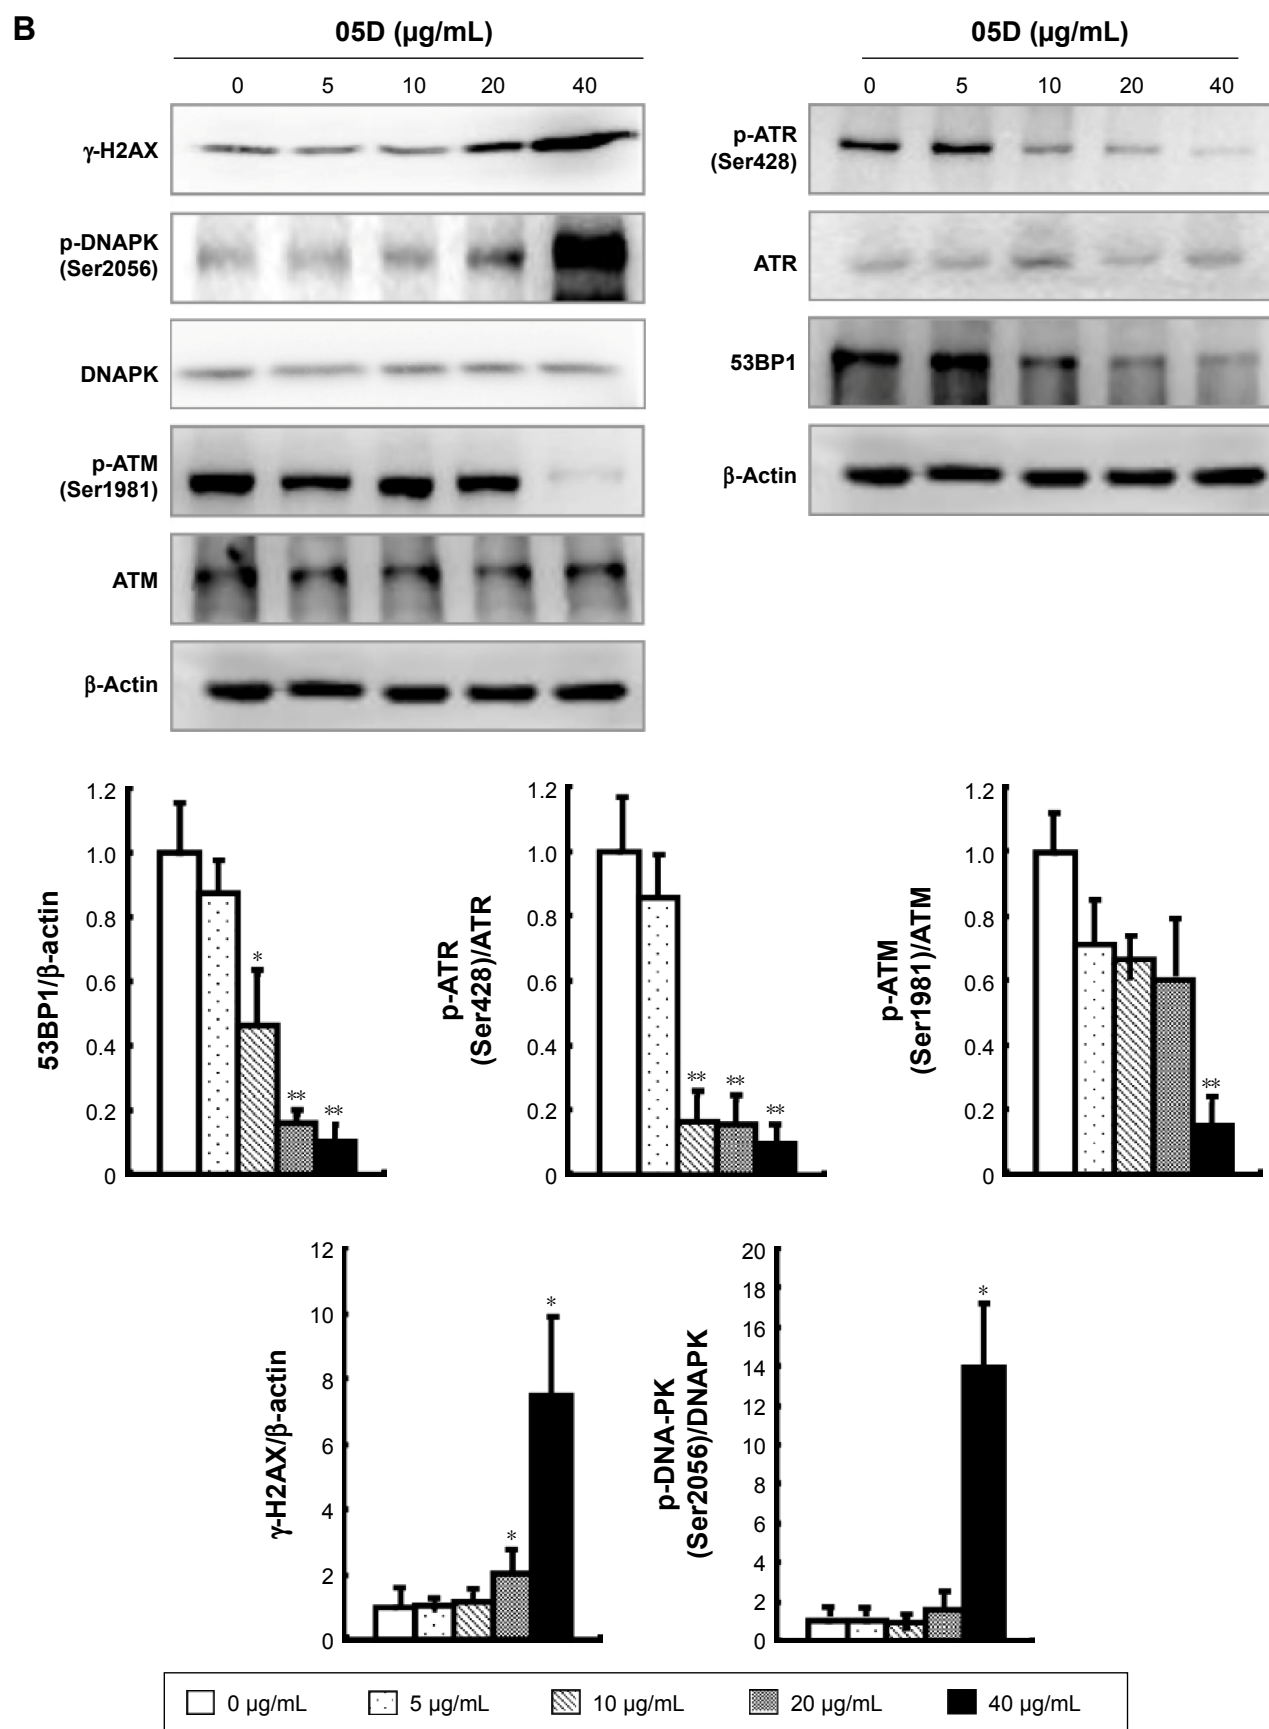 B
05D (μg/mL)
0 5 10 20 40
γ-H2AX
p-DNAPK
(Ser2056)
DNAPK
p-ATM
(Ser1981)
ATM
β-Actin
05D (μg/mL)
0 5 10 20 40
p-ATR
(Ser428)
ATR
53BP1
β-Actin
53BP1/β-actin
1.2
1.0
0.8
0.6
0.4
0.2
0
*
**
**
p-ATR
(Ser428)/ATR
1.2
1.0
0.8
0.6
0.4
0.2
0
**
**
**
p-ATM
(Ser1981)/ATM
1.2
1.0
0.8
0.6
0.4
0.2
0
**
γ-H2AX/β-actin
12
10
8
6
4
2
0
*
*
p-DNA-PK
(Ser2056)/DNAPK
20
18
16
14
12
10
8
6
4
2
0
*
0 μg/mL 5 μg/mL 10 μg/mL 20 μg/mL 40 μg/mL